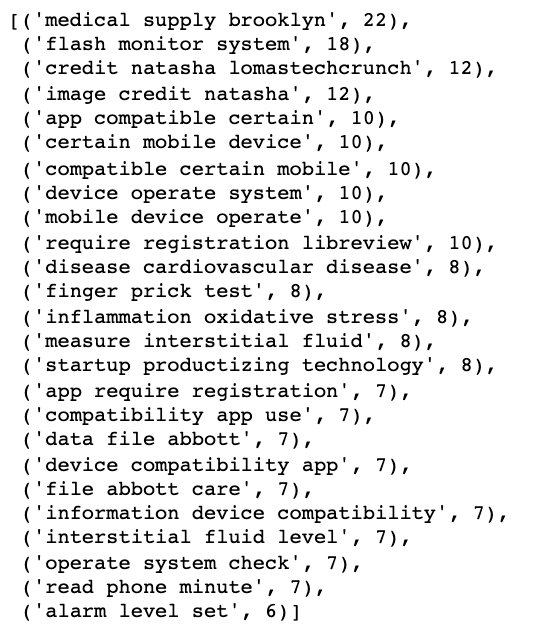 [('medical supply brooklyn', 22),
('flash monitor system', 18),
('credit natasha lomastechcrunch', 12),
('image credit natasha', 12),
('app compatible certain', 10),
('certain mobile device', 10),
('compatible certain mobile', 10),
('device operate system', 10),
('mobile device operate', 10),
('require registration libreview', 10),
('disease cardiovascular disease', 8),
('finger prick test', 8),
('inflammation oxidative stress', 8),
('measure interstitial fluid', 8),
('startup productizing technology', 8),
('app require registration', 7),
('compatibility app use', 7),
('data file abbott', 7),
('device compatibility app', 7),
('file abbott care', 7),
('information device compatibility', 7),
('interstitial fluid level', 7),
('operate system check', 7),
('read phone minute', 7),
('alarm level set', 6)]